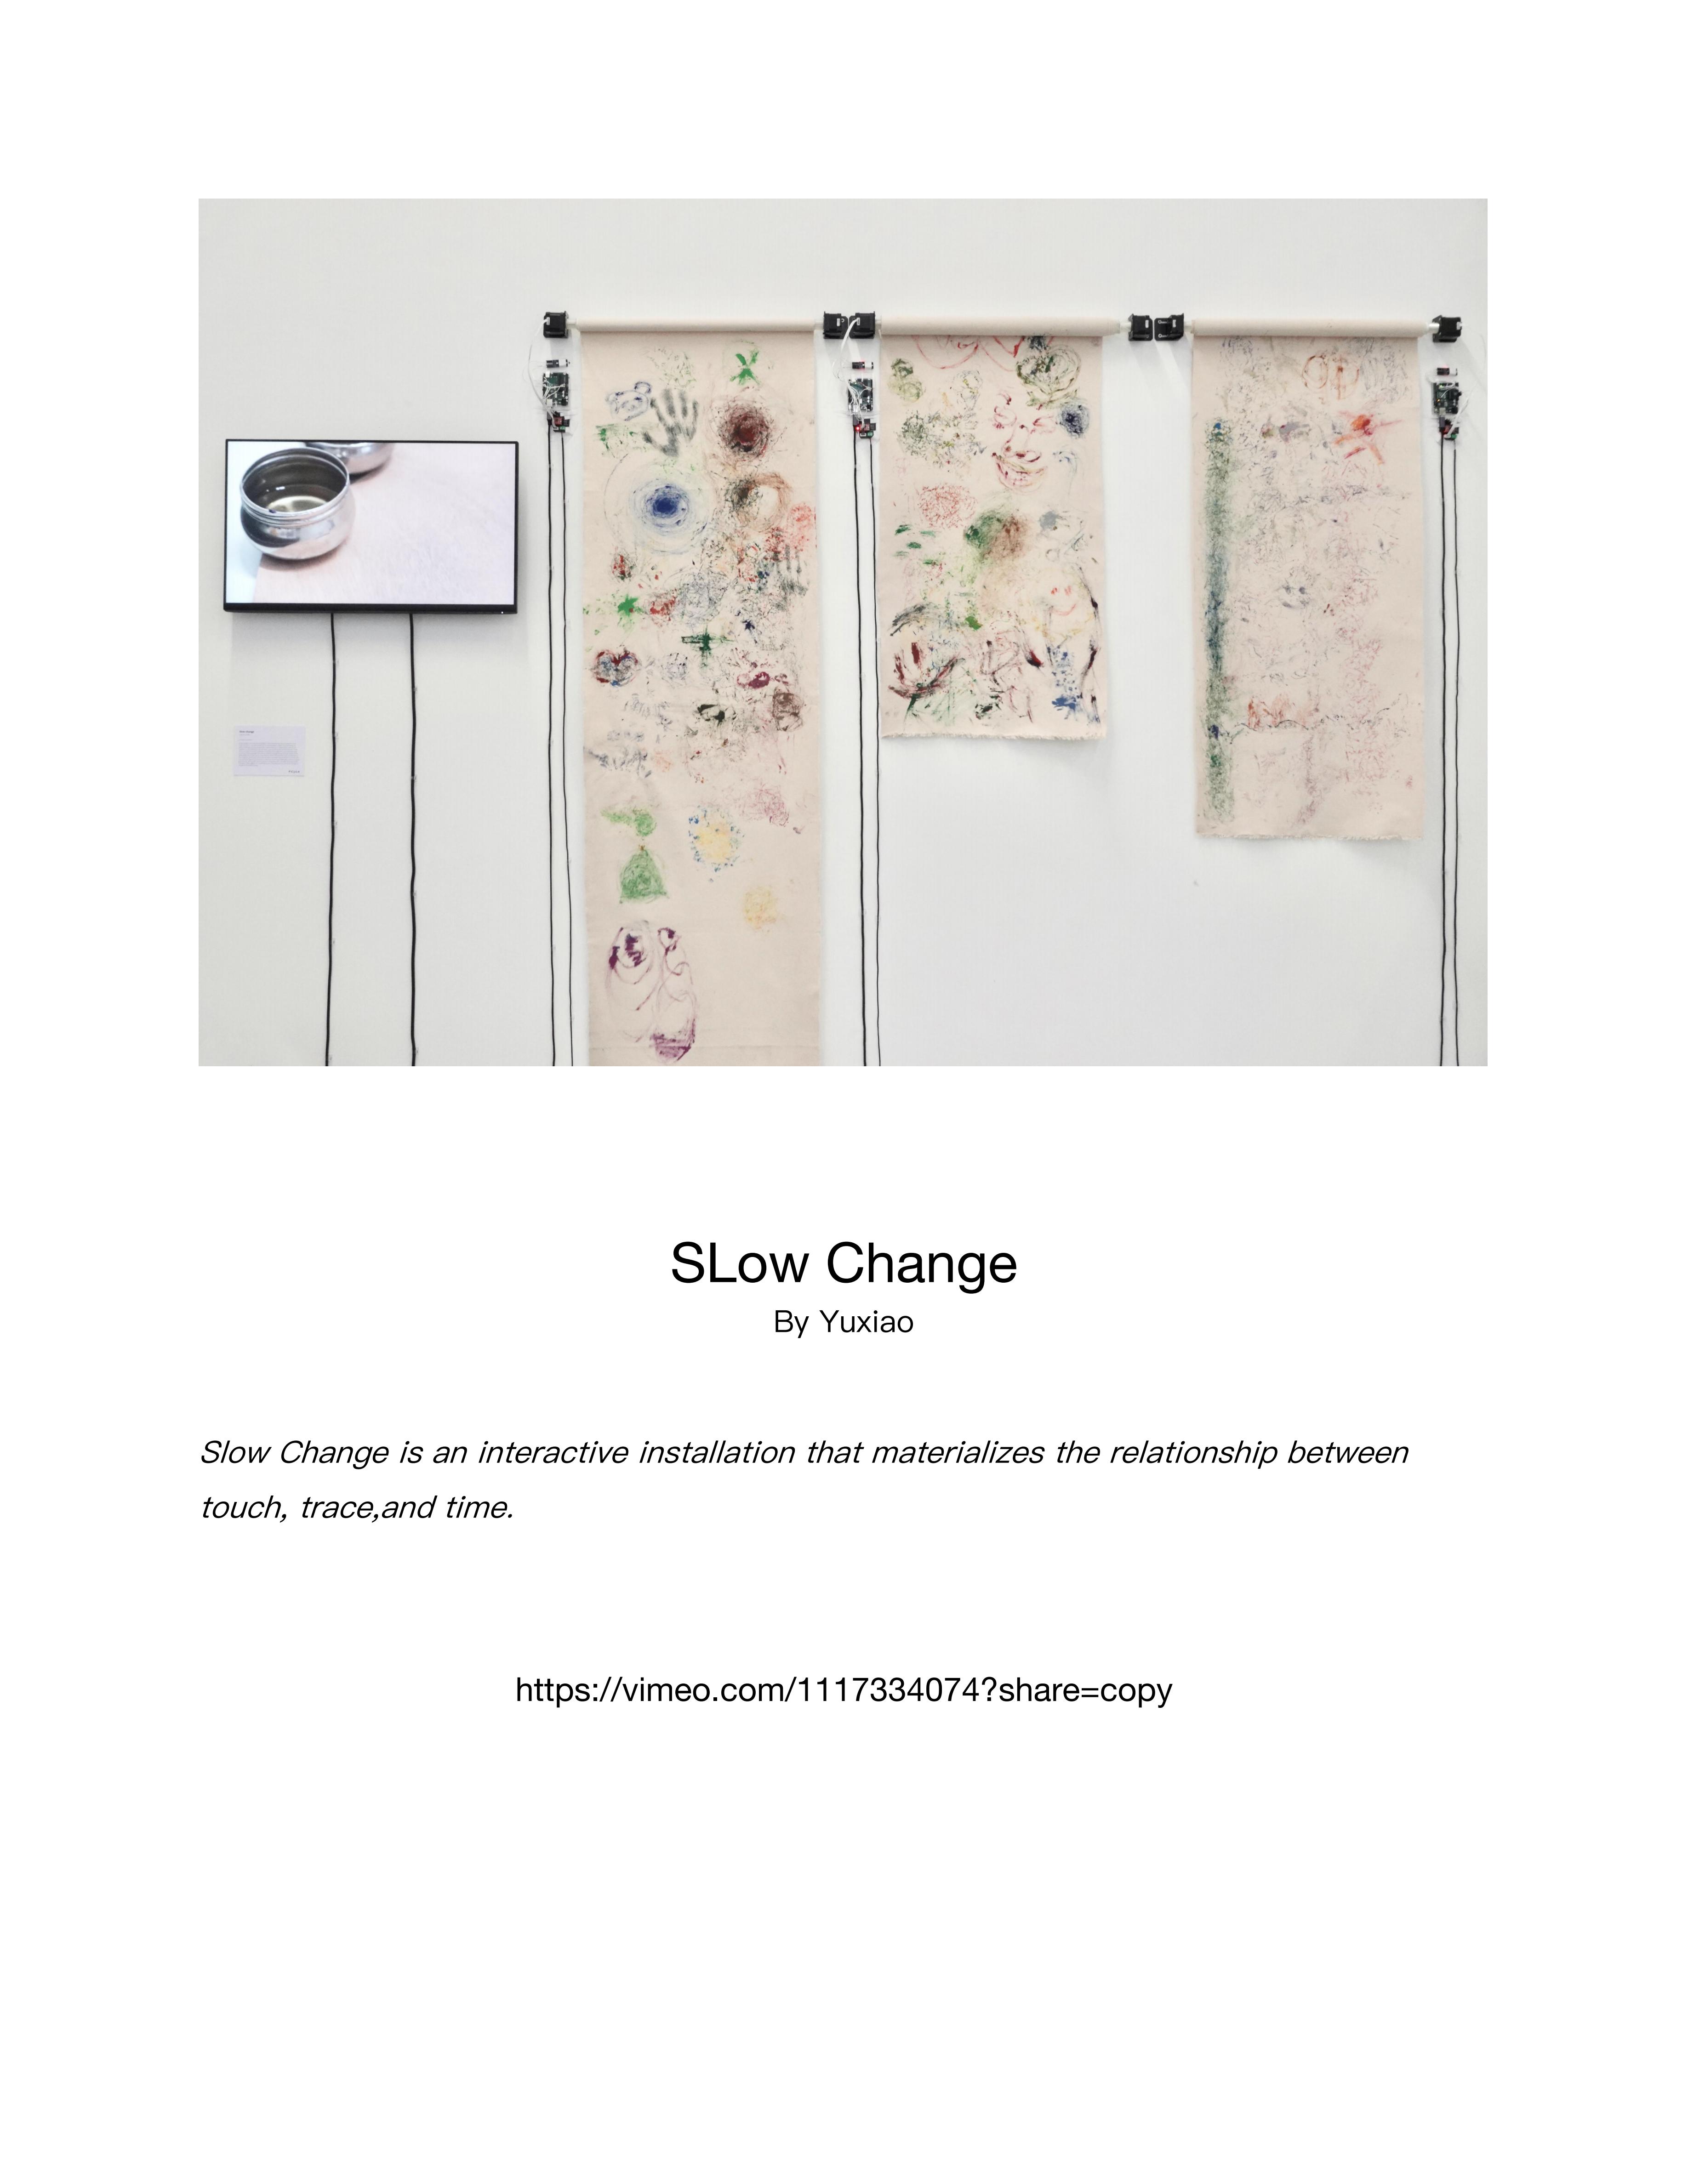 SLow Change
By Yuxiao
Slow Change is an interactive installation that materializes the relationship between
touch, trace,and time.
https://vimeo.com/1117334074?share=copy